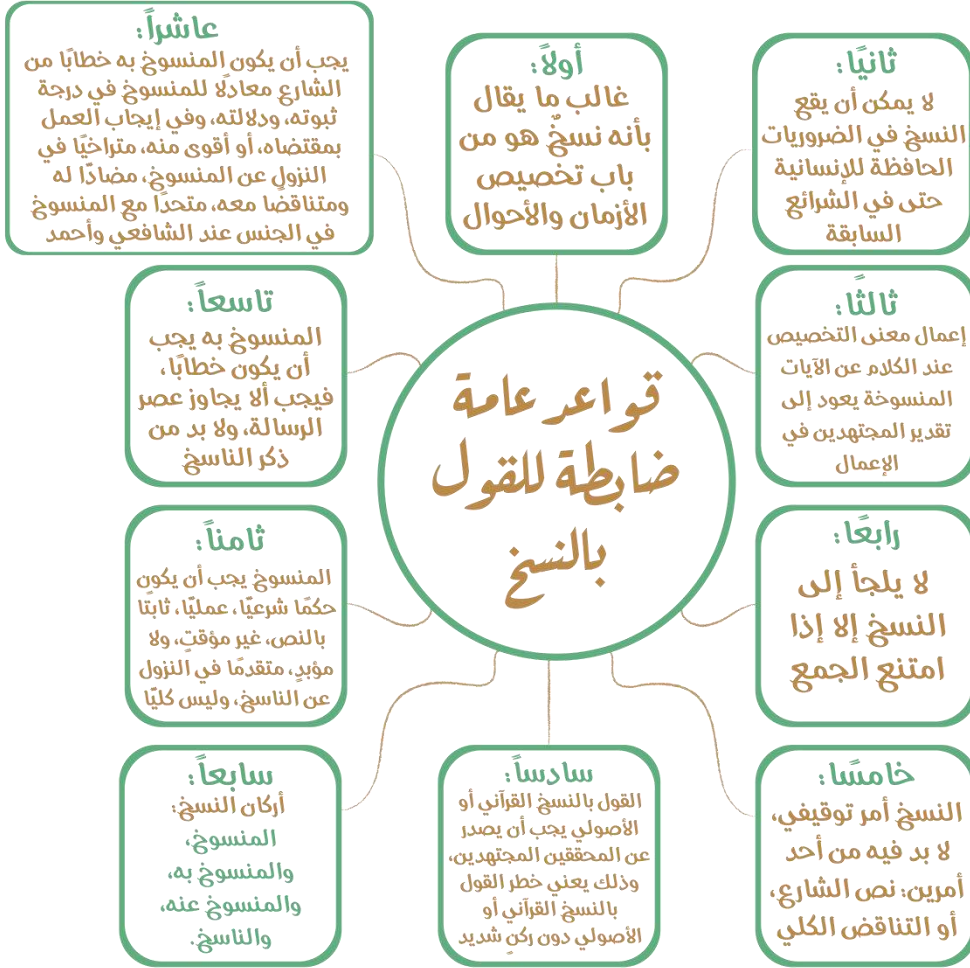 قواعد عامة
ضابطة للقول
بالنسخ
أولاً:
غالب ما يقال
بأنه نسخٌ هو من
باب تخصيص
الأزمان والأحوال
ثانيًا:
لا يمكن أن يقع
النسخ في الضروريات
الحافظة للإنسانية
حتى في الشرائع
السابقة
ثالثًا:
إعمال معنى التخصيص
عند الكلام عن الآيات
المنسوخة يعود إلى
تقدير المجتهدين في
الإعمال
رابعًا:
لا يلجأ إلى
النسخ إلا إذا
امتنع الجمع
خامسًا:
النسخ أمر توقيفي،
لا بد فيه من أحد
أمرين: نص الشارع،
أو التناقض الكلي
سادساً:
القول بالنسخ القرآني أو
الأصولي يجب أن يصدر
عن المحققين المجتهدين،
وذلك يعني خطر القول
بالنسخ القرآني أو
الأصولي دون ركنٍ شديد
سابعاً:
أركان النسخ:
المنسوخ،
والمنسوخ به،
والمنسوخ عنه،
والناسخ.
ثامناً:
المنسوخ يجب أن يكون
حكمًا شرعيًا، عمليًا، ثابتًا
بالنص، غير مؤقتٍ، ولا
مؤبدٍ، متقدمًا في النزول
عن الناسخ، وليس كليًا
تاسعاً:
المنسوخ به يجب
أن يكون خطابًا،
فيجب ألا يجاوز عصر
الرسالة، ولا بد من
ذكر الناسخ
عاشراً:
يجب أن يكون المنسوخ به خطابًا من
الشارع معادلًا للمنسوخ في درجة
ثبوته، ودلالته، وفي إيجاب العمل
بمقتضاه، أو أقوى منه، متراخيًا في
النزول عن المنسوخ، مضادًا له
ومتناقضًا معه، متحدًا مع المنسوخ
في الجنس عند الشافعي وأحمد